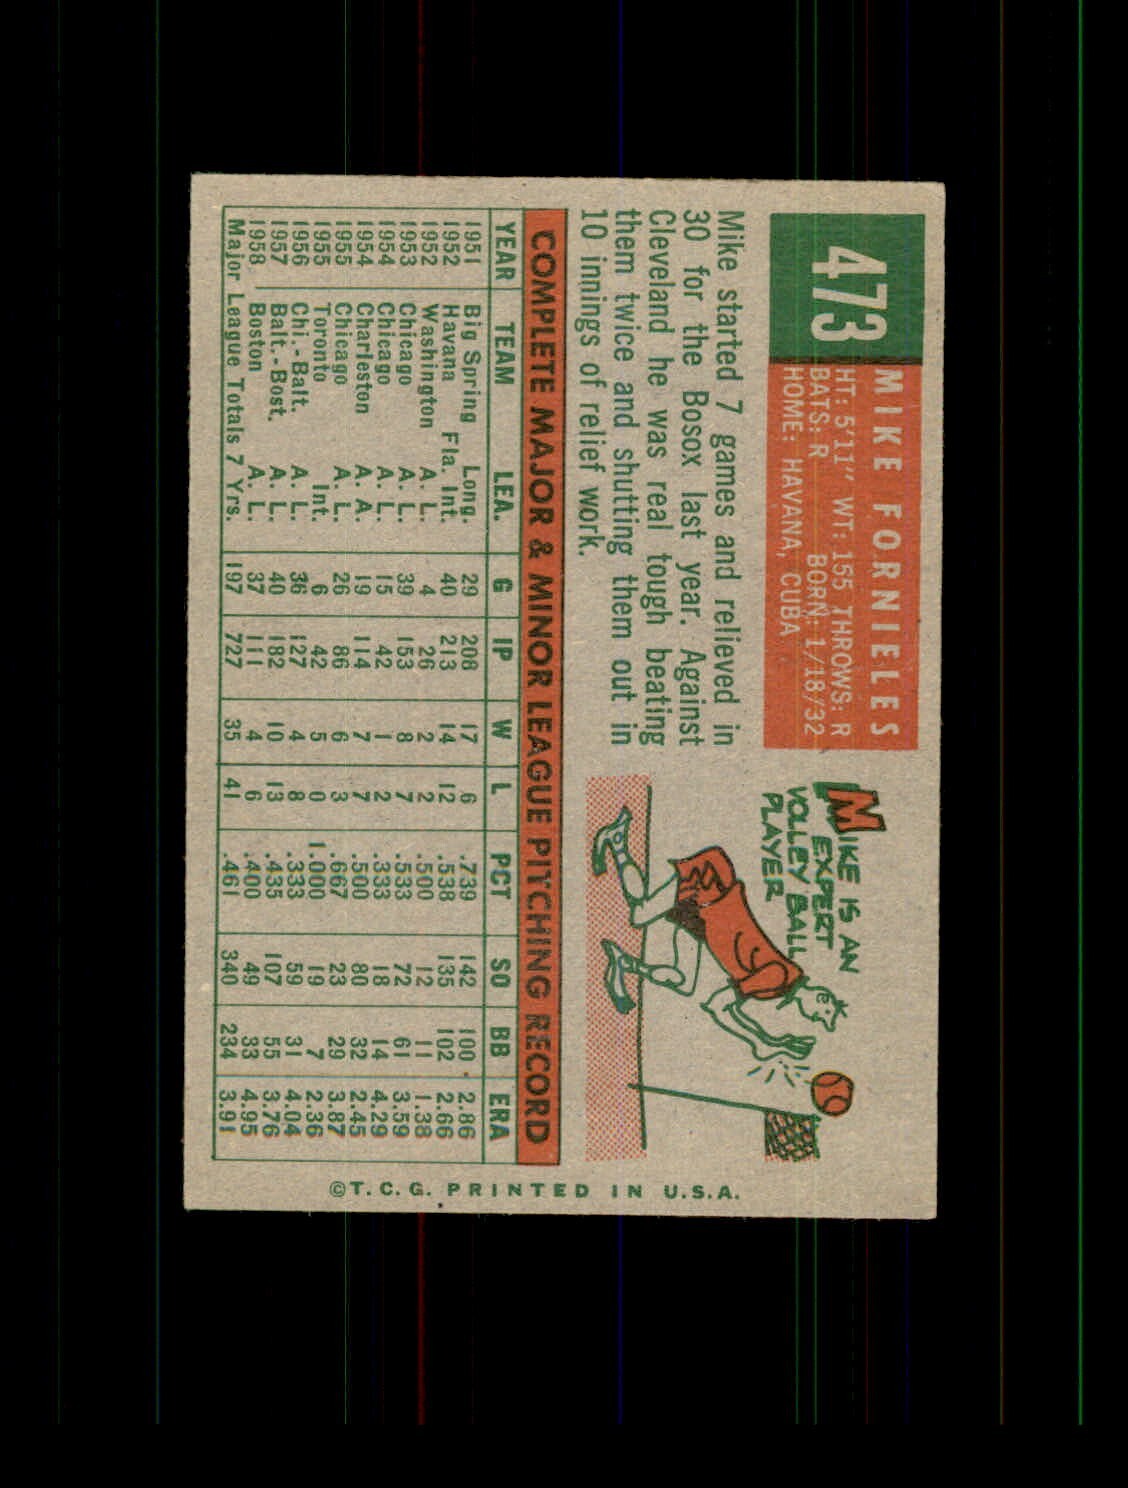 473
MIKE FORNIELES
HT: 5'11" WT: 155 THROWS: R
BATS: R BORN: 1/18/32
HOME: HAVANA, CUBA
Mike started 7 games and relieved in
30 for the Bosox last year. Against
Cleveland he was real tough beating
them twice and shutting them out in
10 innings of relief work.
MIKE IS AN
EXPERT
VOLLEY BALL
PLAYER
COMPLETE MAJOR & MINOR LEAGUE PITCHING RECORD
YEAR TEAM LEA. G IP W L PCT SO BB ERA
1951 Big Spring Long. 29 208 17 6 .739 142 100 2.86
1952 Havana Fla. Int. 40 213 14 12 .538 135 102 2.66
1952 Washington A. L. 4 26 2 2 .500 12 11 1.38
1953 Chicago A. L. 39 153 8 7 .533 72 61 3.59
1954 Chicago A. L. 15 42 1 2 .333 18 14 4.29
1954 Charleston A. A. 19 114 7 7 .500 80 32 2.45
1955 Chicago A. L. 26 86 6 3 .667 23 29 3.87
1955 Toronto Int. 6 42 5 0 1.000 19 7 2.36
1956 Chi.-Balt. A. L. 36 127 4 8 .333 59 31 4.04
1957 Balt.-Bost. A. L. 40 182 10 13 .435 107 55 3.76
1958 Boston A. L. 37 111 4 6 .400 49 33 4.95
Major League Totals 7 Yrs. 197 727 35 41 .461 340 234 3.91
©T.C.G. PRINTED IN U.S.A.